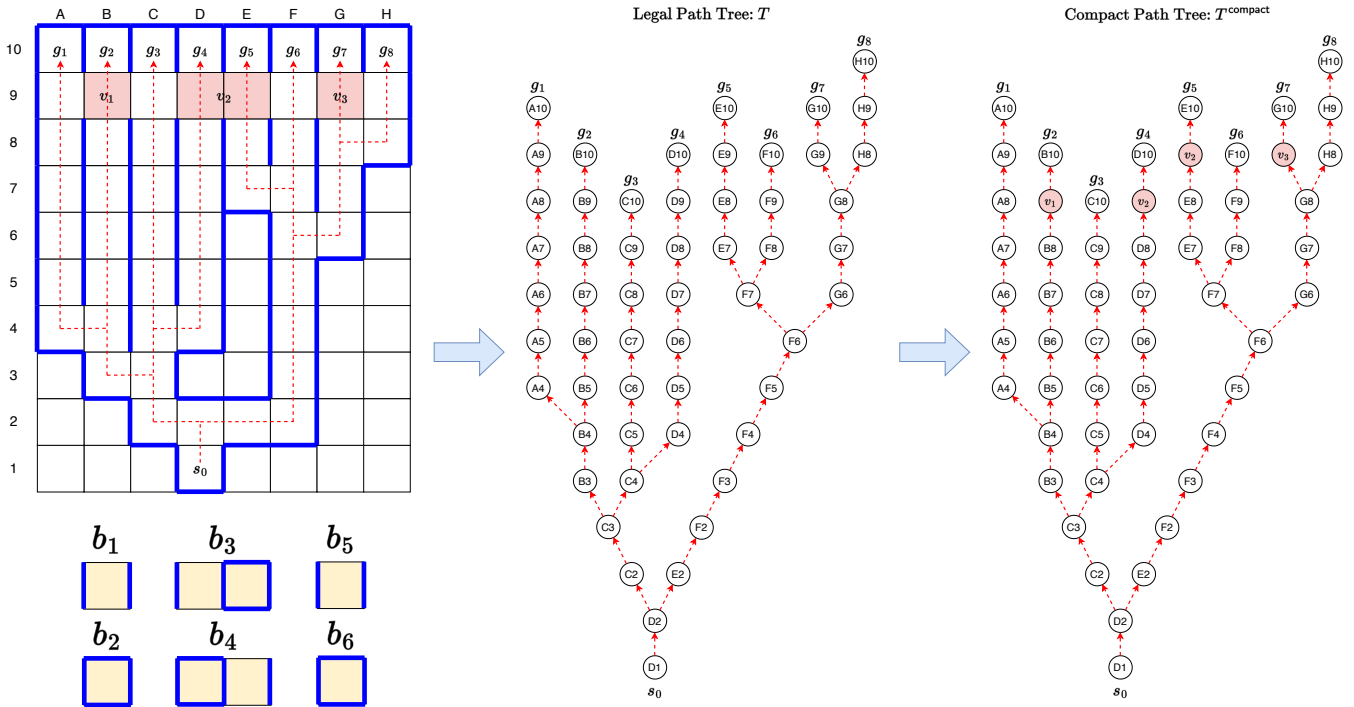 A B C D E F G H
10 g₁ g₂ g₃ g₄ g₅ g₆ g₇ g₈
9 v₁ v₂ v₃
8
7
6
5
4
3
2
1 s₀
b₁ b₃ b₅
b₂ b₄ b₆
Legal Path Tree: T
g₈
H10
g₁ g₅ g₇
A10 E10 G10 H9
g₂ g₄ g₆
A9 B10 D10 E9 F10 G9 H8
g₃
A8 B9 C10 D9 E8 F9 G8
A7 B8 C9 D8 E7 F8 G7
A6 B7 C8 D7 F7 G6
A5 B6 C7 D6 F6
A4 B5 C6 D5 F5
B4 C5 D4 F4
B3 C4 F3
C3 F2
C2 E2
D2
D1
s₀
Compact Path Tree: Tᶜᵒᵐᵖᵃᶜᵗ
g₈
H10
g₁ g₅ g₇
A10 E10 G10 H9
g₂ g₄ g₆
A9 B10 D10 v₂ F10 v₃ H8
g₃
A8 v₁ C10 v₂ E8 F9 G8
A7 B8 C9 D8 E7 F8 G7
A6 B7 C8 D7 F7 G6
A5 B6 C7 D6 F6
A4 B5 C6 D5 F5
B4 C5 D4 F4
B3 C4 F3
C3 F2
C2 E2
D2
D1
s₀